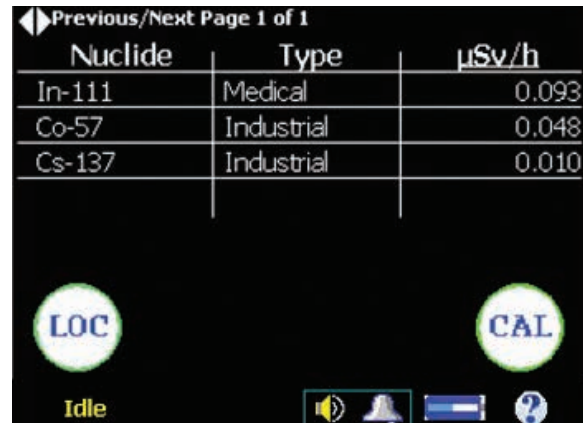 Previous/Next Page 1 of 1
Nuclide Type µSv/h
In-111 Medical 0.093
Co-57 Industrial 0.048
Cs-137 Industrial 0.010
LOC CAL
Idle ?